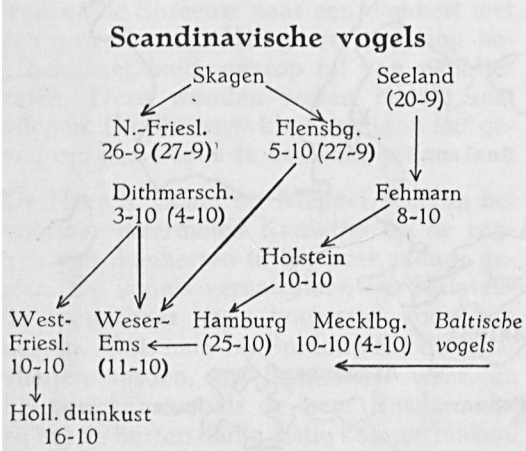 Scandinavische vogels
Skagen Seeland
(20-9)
N.-Friesl. Flensbg.
26-9 (27-9) 5-10 (27-9)
Dithmarsch. Fehmarn
3-10 (4-10) 8-10
Holstein
10-10
West- Weser- Hamburg Mecklbg. Baltische
Friesl. Ems. (25-10) 10-10 (4-10) vogels
10-10 (11-10)
Holl. duinkust
16-10